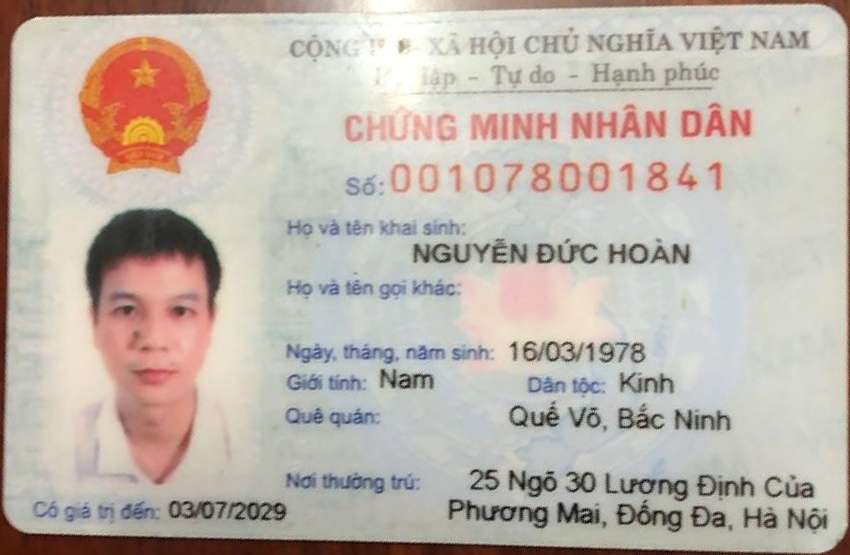 CỘNG XÃ HỘI CHỦ NGHĨA VIỆT NAM
lập - Tự do - Hạnh phúc
CHỨNG MINH NHÂN DÂN
Số: 001078001841
Họ và tên khai sinh:
NGUYỄN ĐỨC HOÀN
Họ và tên gọi khác:
Ngày, tháng, năm sinh: 16/03/1978
Giới tính: Nam Dân tộc: Kinh
Quê quán: Quế Võ, Bắc Ninh
Nơi thường trú: 25 Ngõ 30 Lương Định Của
Phương Mai, Đống Đa, Hà Nội
Có giá trị đến: 03/07/2029